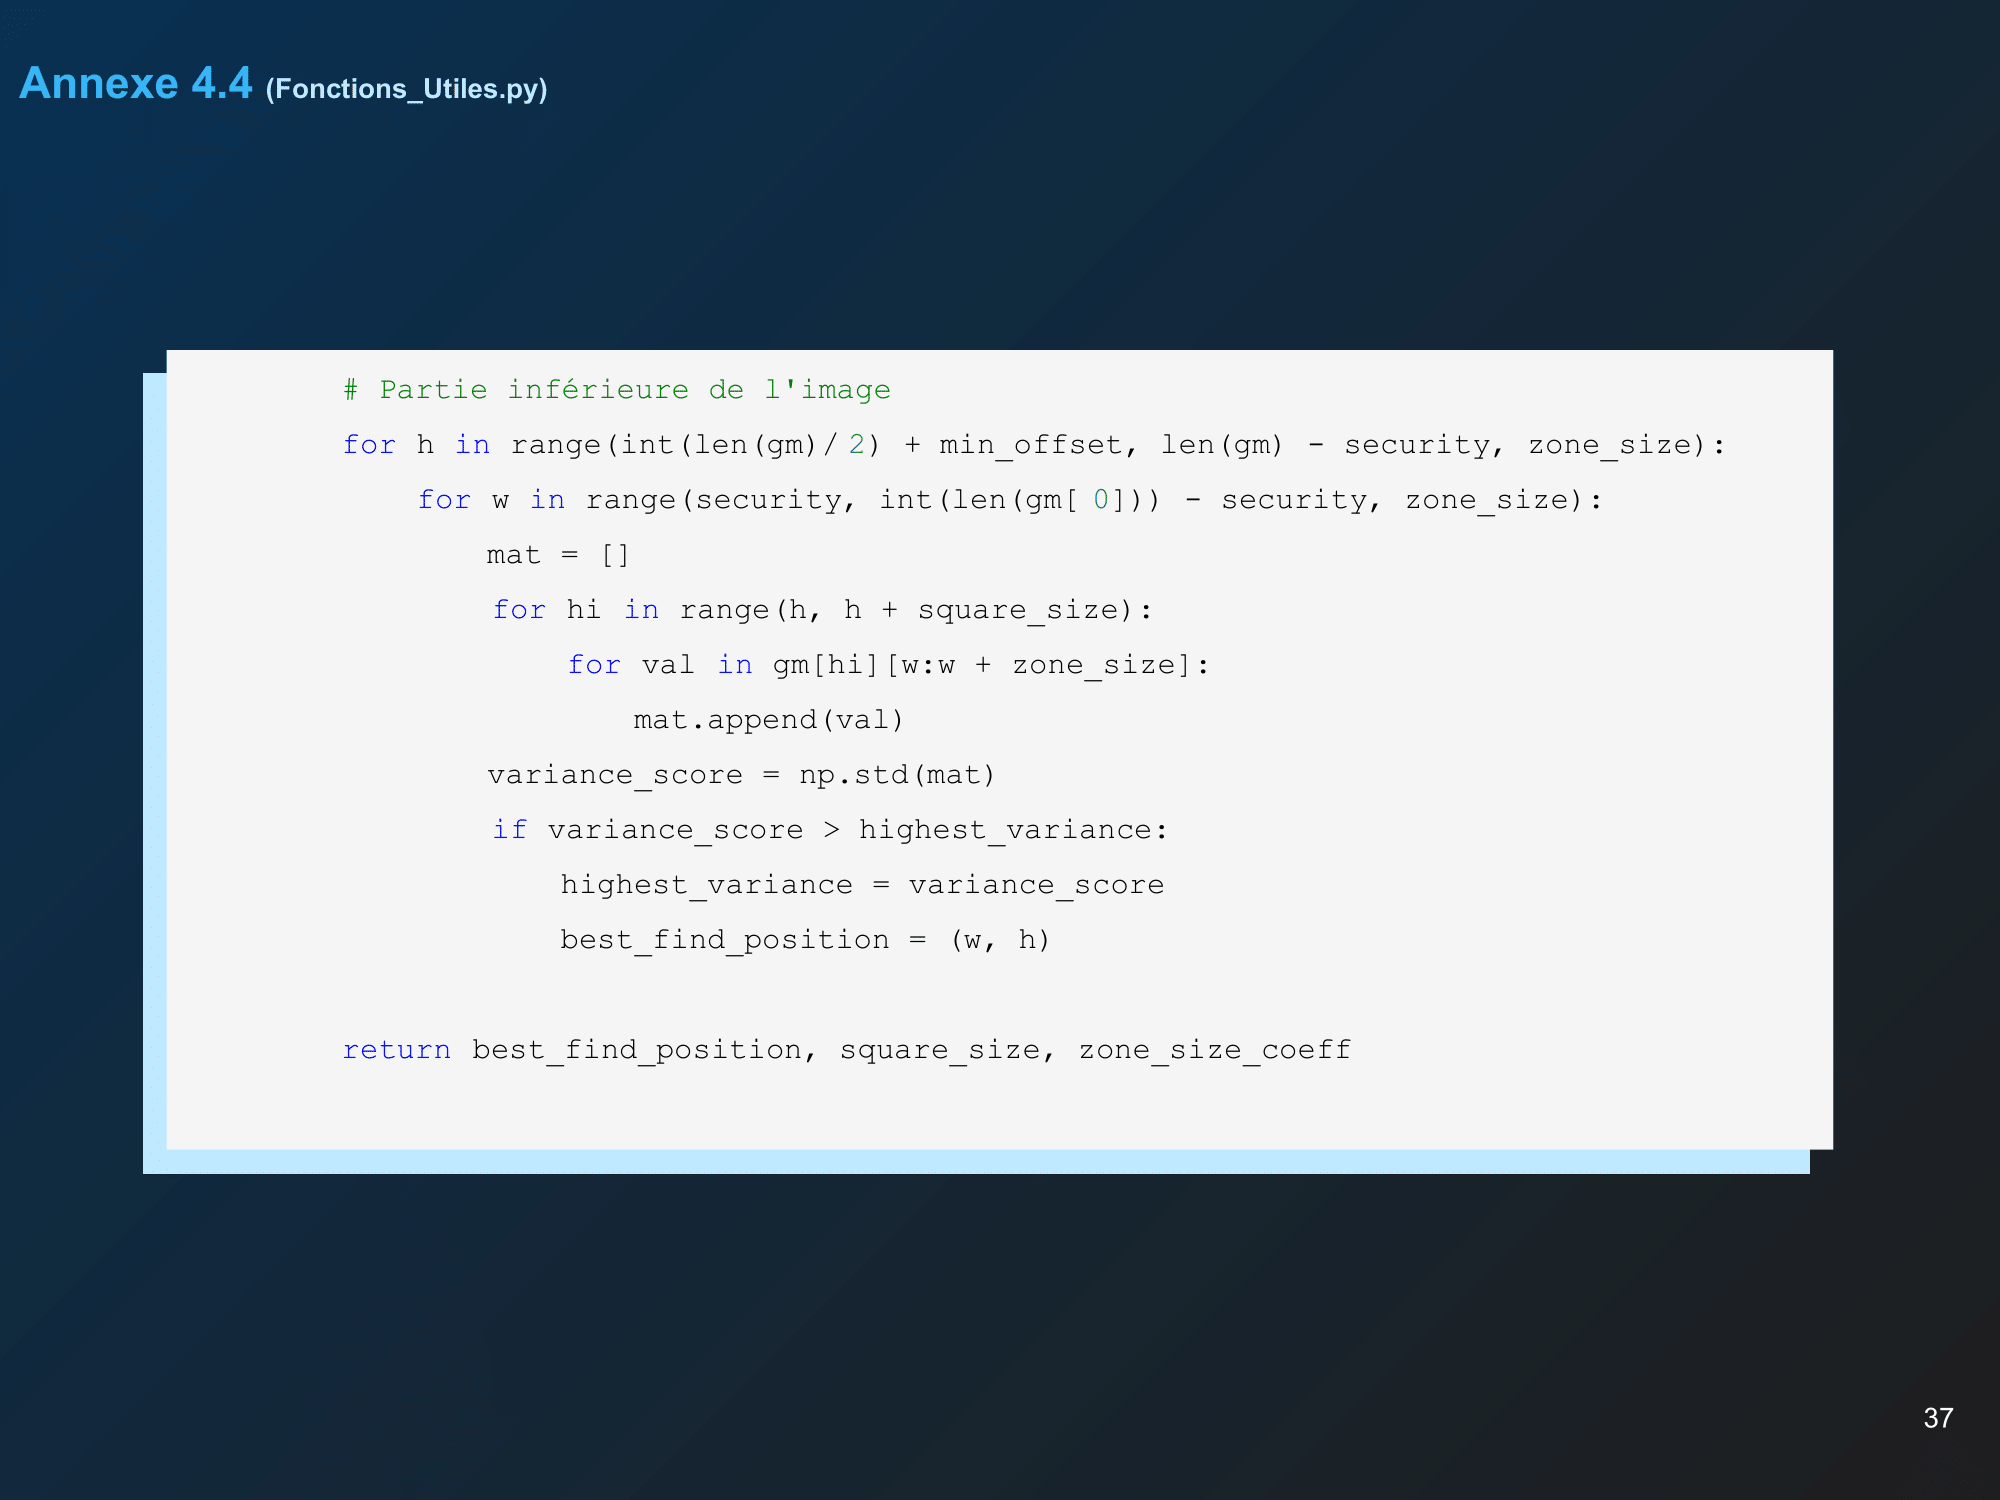 Annexe 4.4 (Fonctions_Utiles.py)
# Partie inférieure de l'image
for h in range(int(len(gm)/2) + min_offset, len(gm) - security, zone_size):
    for w in range(security, int(len(gm[0])) - security, zone_size):
        mat = []
        for hi in range(h, h + square_size):
            for val in gm[hi][w:w + zone_size]:
                mat.append(val)
        variance_score = np.std(mat)
        if variance_score > highest_variance:
            highest_variance = variance_score
            best_find_position = (w, h)
return best_find_position, square_size, zone_size_coeff
37